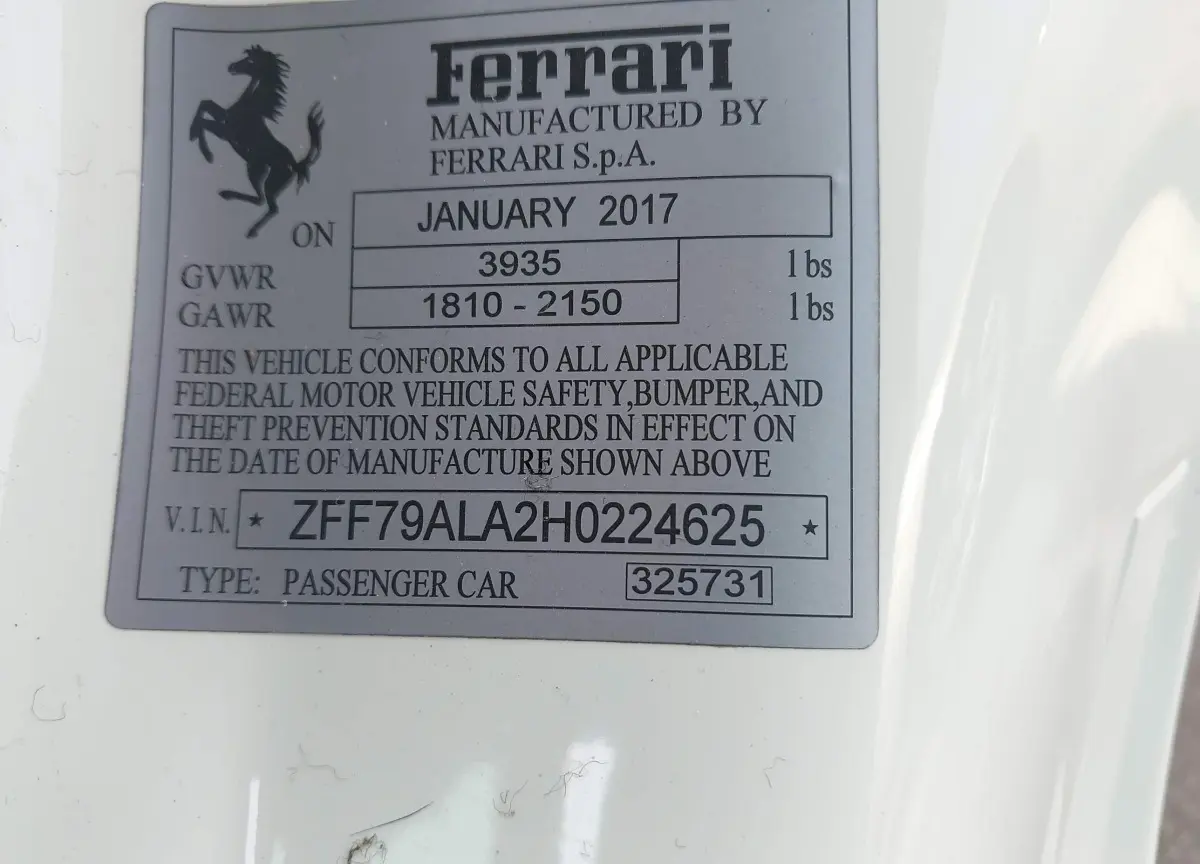 Ferrari
MANUFACTURED BY
FERRARI S.p.A.
ON JANUARY 2017
GVWR 3935 lbs
GAWR 1810 - 2150 lbs
THIS VEHICLE CONFORMS TO ALL APPLICABLE
FEDERAL MOTOR VEHICLE SAFETY,BUMPER,AND
THEFT PREVENTION STANDARDS IN EFFECT ON
THE DATE OF MANUFACTURE SHOWN ABOVE
V.I.N. ★ ZFF79ALA2H0224625 ★
TYPE: PASSENGER CAR 325731